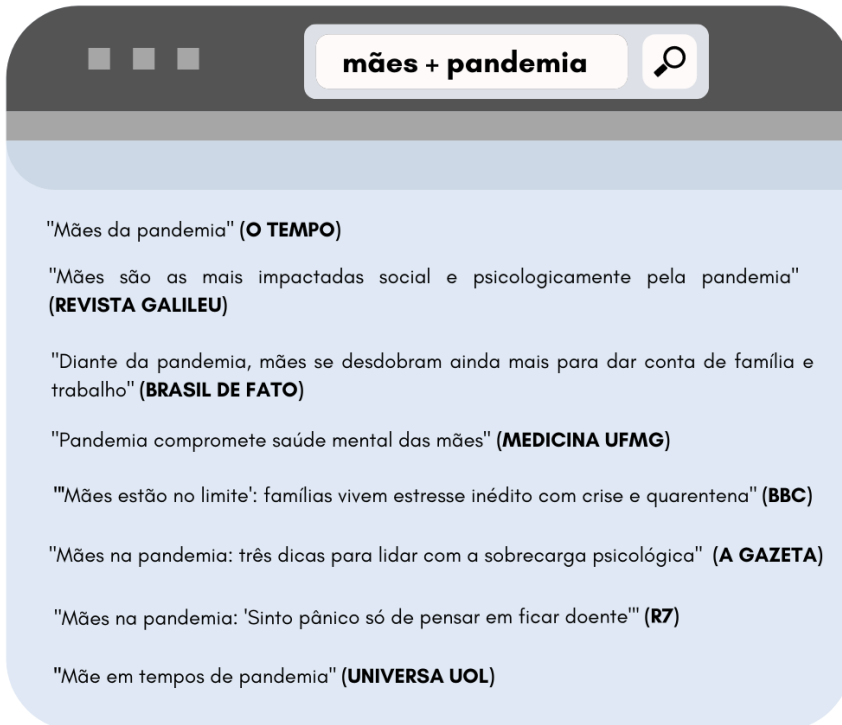 mães + pandemia
"Mães da pandemia" (O TEMPO)
"Mães são as mais impactadas social e psicologicamente pela pandemia"
(REVISTA GALILEU)
"Diante da pandemia, mães se desdobram ainda mais para dar conta de família e
trabalho" (BRASIL DE FATO)
"Pandemia compromete saúde mental das mães" (MEDICINA UFMG)
"'Mães estão no limite': famílias vivem estresse inédito com crise e quarentena" (BBC)
"Mães na pandemia: três dicas para lidar com a sobrecarga psicológica" (A GAZETA)
"Mães na pandemia: 'Sinto pânico só de pensar em ficar doente'" (R7)
"Mãe em tempos de pandemia" (UNIVERSA UOL)